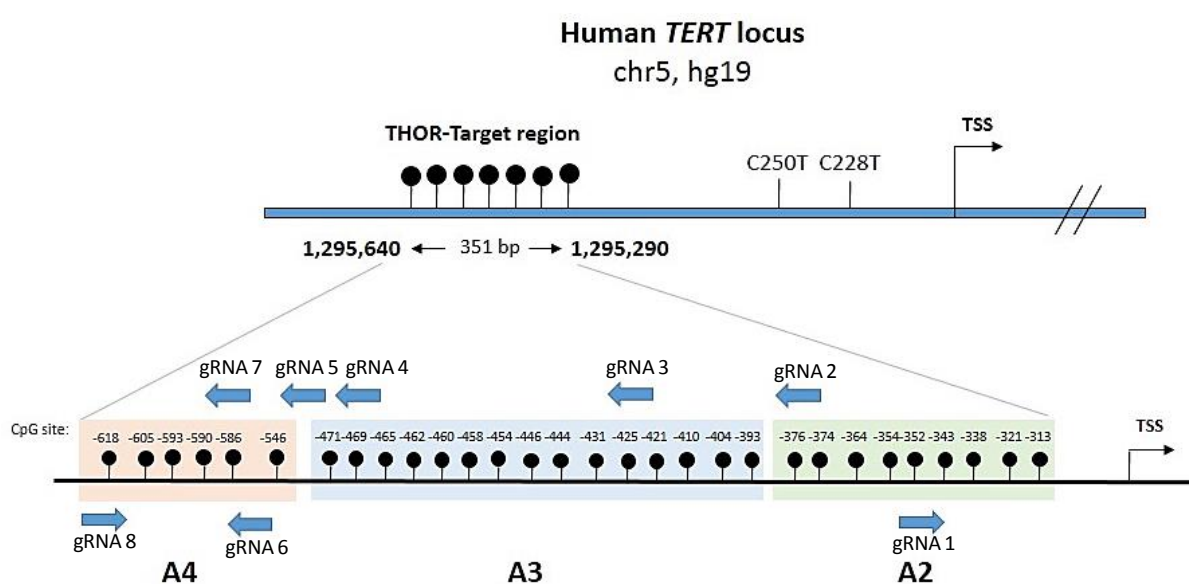 Human TERT locus
chr5, hg19
THOR-Target region
TSS
C250T C228T
1,295,640 351 bp 1,295,290
gRNA 7 gRNA 5 gRNA 4 gRNA 3 gRNA 2
CpG site: -618 -605 -593 -590 -586 -546 -471 -469 -465 -462 -460 -458 -454 -446 -444 -431 -425 -421 -410 -404 -393 -376 -374 -364 -354 -352 -343 -338 -321 -313
TSS
gRNA 8 gRNA 6 gRNA 1
A4 A3 A2